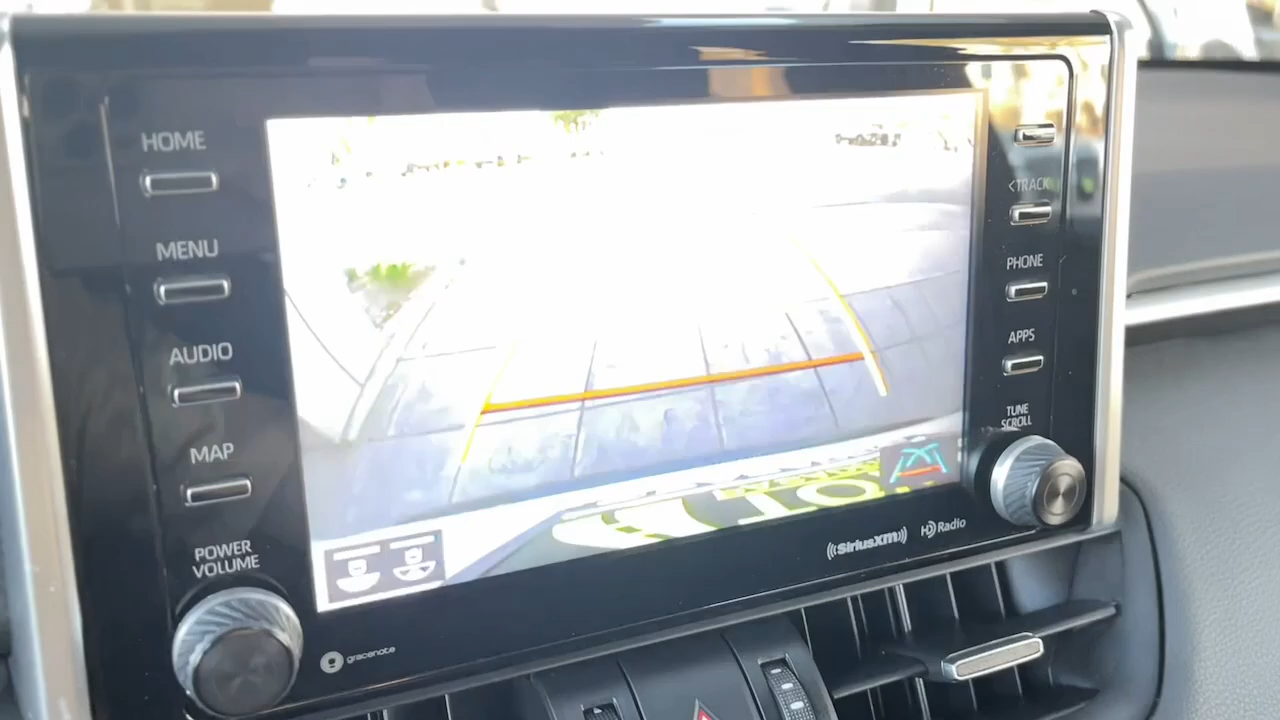 HOME
MENU
AUDIO
MAP
POWER
VOLUME
gracenote
<TRACK
PHONE
APPS
TUNE
SCROLL
SiriusXM
HD Radio